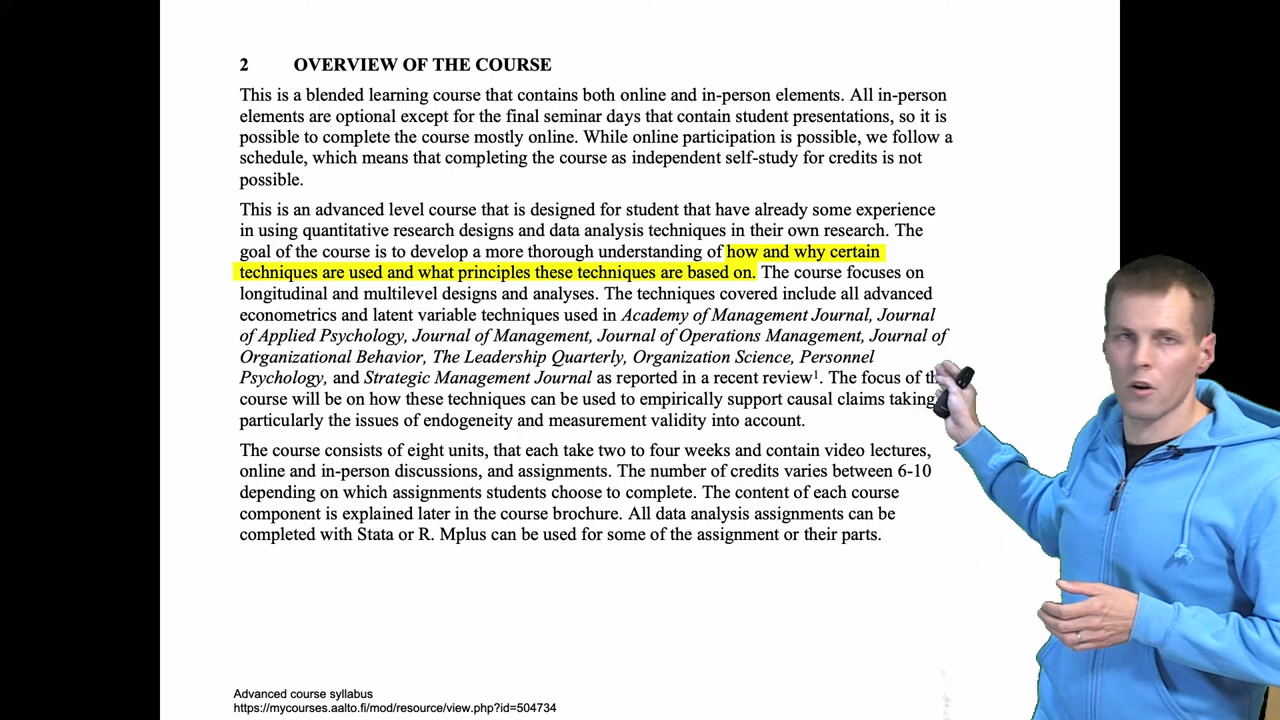 2 OVERVIEW OF THE COURSE
This is a blended learning course that contains both online and in-person elements. All in-person
elements are optional except for the final seminar days that contain student presentations, so it is
possible to complete the course mostly online. While online participation is possible, we follow a
schedule, which means that completing the course as independent self-study for credits is not
possible.
This is an advanced level course that is designed for student that have already some experience
in using quantitative research designs and data analysis techniques in their own research. The
goal of the course is to develop a more thorough understanding of how and why certain
techniques are used and what principles these techniques are based on. The course focuses on
longitudinal and multilevel designs and analyses. The techniques covered include all advanced
econometrics and latent variable techniques used in Academy of Management Journal, Journal
of Applied Psychology, Journal of Management, Journal of Operations Management, Journal of
Organizational Behavior, The Leadership Quarterly, Organization Science, Personnel
Psychology, and Strategic Management Journal as reported in a recent review¹. The focus of th
course will be on how these techniques can be used to empirically support causal claims taking
particularly the issues of endogeneity and measurement validity into account.
The course consists of eight units, that each take two to four weeks and contain video lectures,
online and in-person discussions, and assignments. The number of credits varies between 6-10
depending on which assignments students choose to complete. The content of each course
component is explained later in the course brochure. All data analysis assignments can be
completed with Stata or R. Mplus can be used for some of the assignment or their parts.
Advanced course syllabus
https://mycourses.aalto.fi/mod/resource/view.php?id=504734